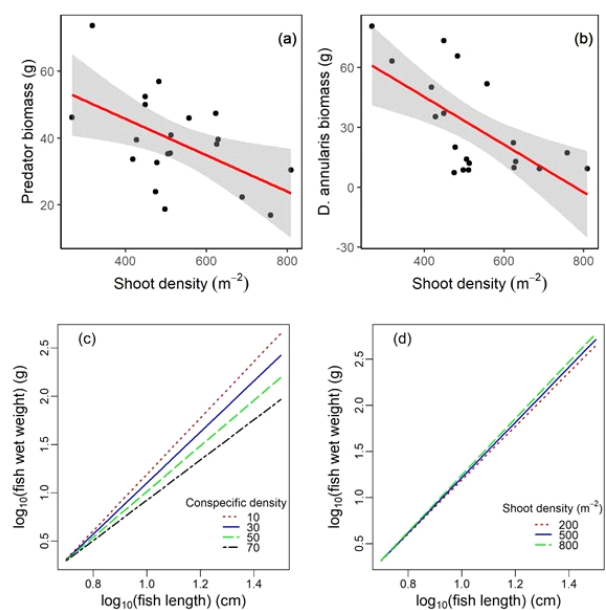 (a)
Predator biomass (g)
60
40
20
400 600 800
Shoot density (m⁻²)
(b)
D. annularis biomass (g)
90
60
30
0
-30
400 600 800
Shoot density (m⁻²)
(c)
log₁₀(fish wet weight) (g)
2.5
2.0
1.5
1.0
0.5
Conspecific density
10
30
50
70
0.8 1.0 1.2 1.4
log₁₀(fish length) (cm)
(d)
log₁₀(fish wet weight) (g)
2.5
2.0
1.5
1.0
0.5
Shoot density (m⁻²)
200
500
800
0.8 1.0 1.2 1.4
log₁₀(fish length) (cm)